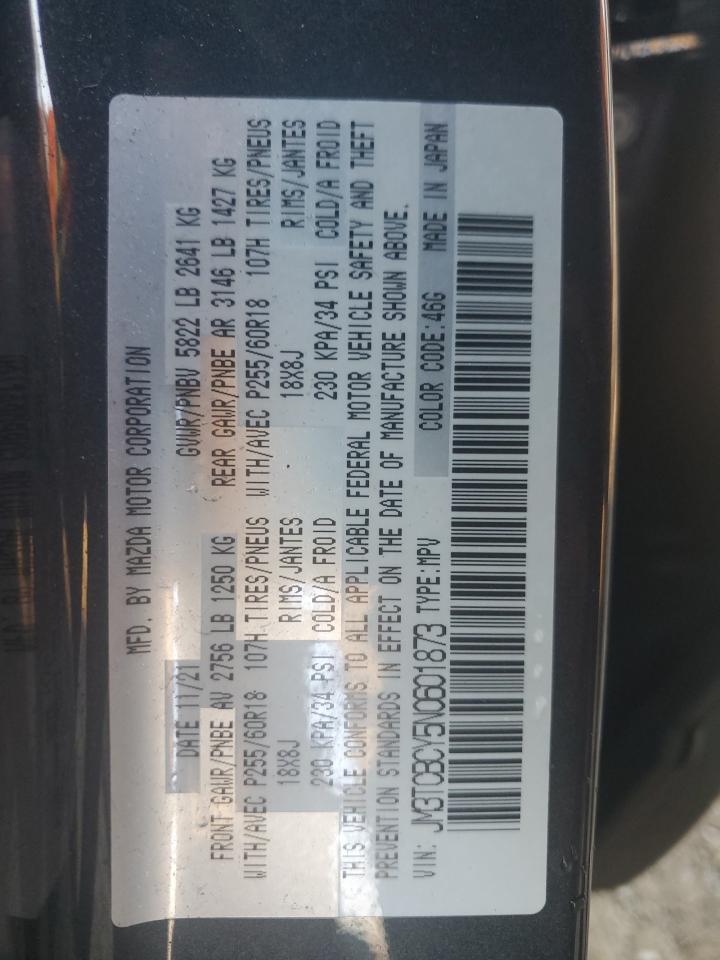 MFD. BY MAZDA MOTOR CORPORATION
DATE 11/21 GVWR/PNBV 5822 LB 2641 KG
FRONT GAWR/PNBE AV 2756 LB 1250 KG REAR GAWR/PNBE AR 3146 LB 1427 KG
WITH/AVEC P255/60R18 107H TIRES/PNEUS WITH/AVEC P255/60R18 107H TIRES/PNEUS
18X8J RIMS/JANTES 18X8J RIMS/JANTES
230 KPA/34 PSI COLD/A FROID 230 KPA/34 PSI COLD/A FROID
THIS VEHICLE CONFORMS TO ALL APPLICABLE FEDERAL MOTOR VEHICLE SAFETY AND THEFT
PREVENTION STANDARDS IN EFFECT ON THE DATE OF MANUFACTURE SHOWN ABOVE.
VIN: JM3TCBCY5N0601873 TYPE:MPV COLOR CODE:46G MADE IN JAPAN